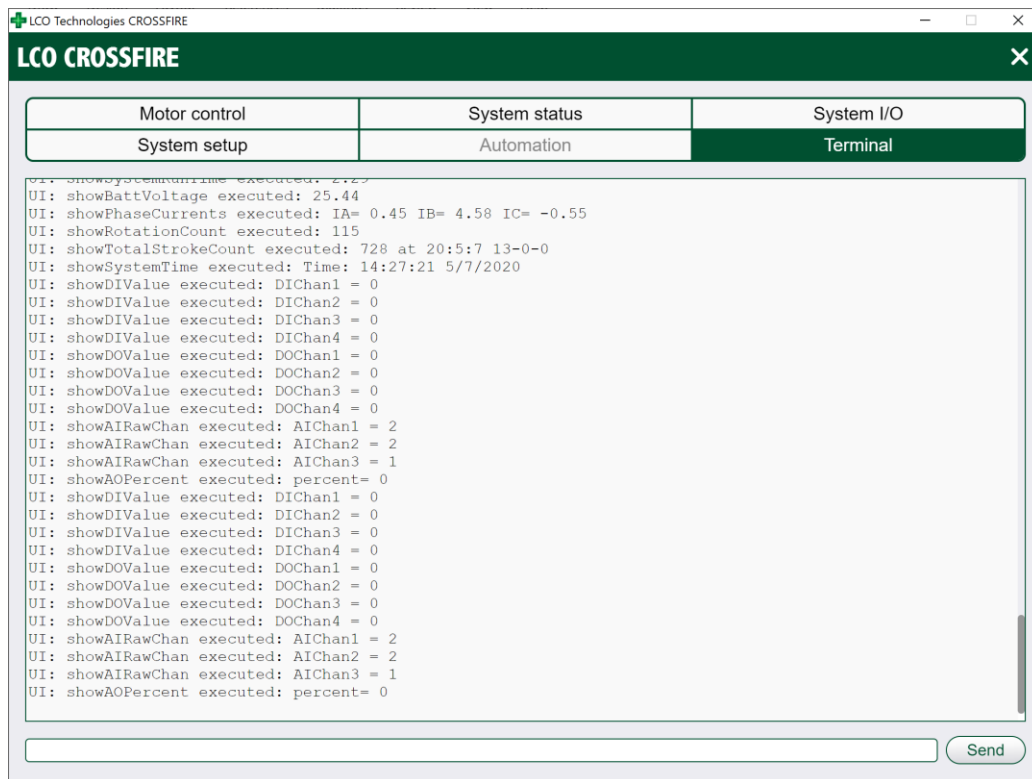 LCO Technologies CROSSFIRE
LCO CROSSFIRE
Motor control
System status
System I/O
System setup
Automation
Terminal
UI: showSystemRunTime executed: 2:29
UI: showBattVoltage executed: 25.44
UI: showPhaseCurrents executed: IA= 0.45 IB= 4.58 IC= -0.55
UI: showRotationCount executed: 115
UI: showTotalStrokeCount executed: 728 at 20:5:7 13-0-0
UI: showSystemTime executed: Time: 14:27:21 5/7/2020
UI: showDIValue executed: DIChan1 = 0
UI: showDIValue executed: DIChan2 = 0
UI: showDIValue executed: DIChan3 = 0
UI: showDIValue executed: DIChan4 = 0
UI: showDOValue executed: DOChan1 = 0
UI: showDOValue executed: DOChan2 = 0
UI: showDOValue executed: DOChan3 = 0
UI: showDOValue executed: DOChan4 = 0
UI: showAIRawChan executed: AIChan1 = 2
UI: showAIRawChan executed: AIChan2 = 2
UI: showAIRawChan executed: AIChan3 = 1
UI: showAOPercent executed: percent= 0
UI: showDIValue executed: DIChan1 = 0
UI: showDIValue executed: DIChan2 = 0
UI: showDIValue executed: DIChan3 = 0
UI: showDIValue executed: DIChan4 = 0
UI: showDOValue executed: DOChan1 = 0
UI: showDOValue executed: DOChan2 = 0
UI: showDOValue executed: DOChan3 = 0
UI: showDOValue executed: DOChan4 = 0
UI: showAIRawChan executed: AIChan1 = 2
UI: showAIRawChan executed: AIChan2 = 2
UI: showAIRawChan executed: AIChan3 = 1
UI: showAOPercent executed: percent= 0
Send